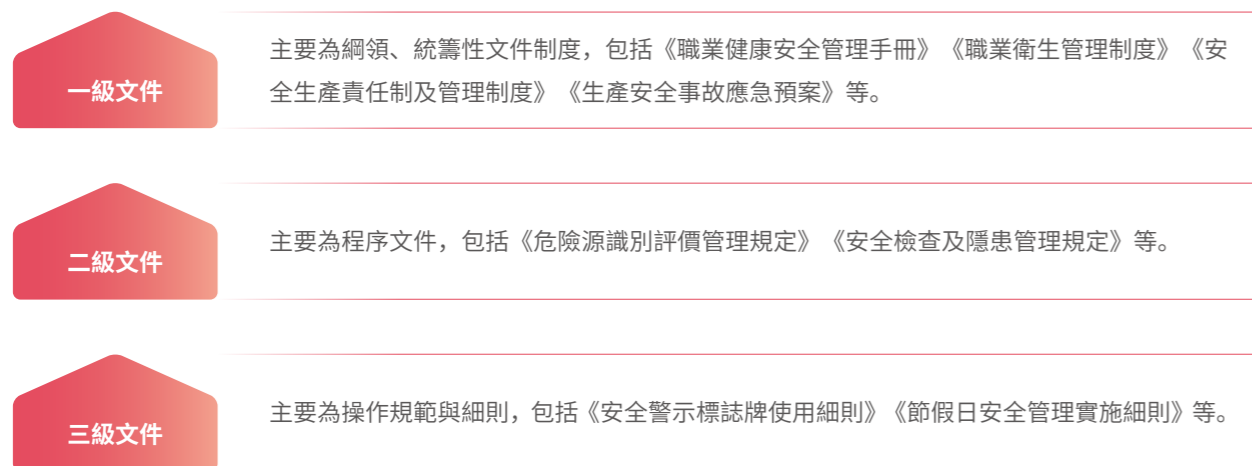 一級文件
主要為綱領、統籌性文件制度，包括《職業健康安全管理手冊》《職業衛生管理制度》《安
全生產責任制及管理制度》《生產安全事故應急預案》等。
二級文件
主要為程序文件，包括《危險源識別評價管理規定》《安全檢查及隱患管理規定》等。
三級文件
主要為操作規範與細則，包括《安全警示標誌牌使用細則》《節假日安全管理實施細則》等。